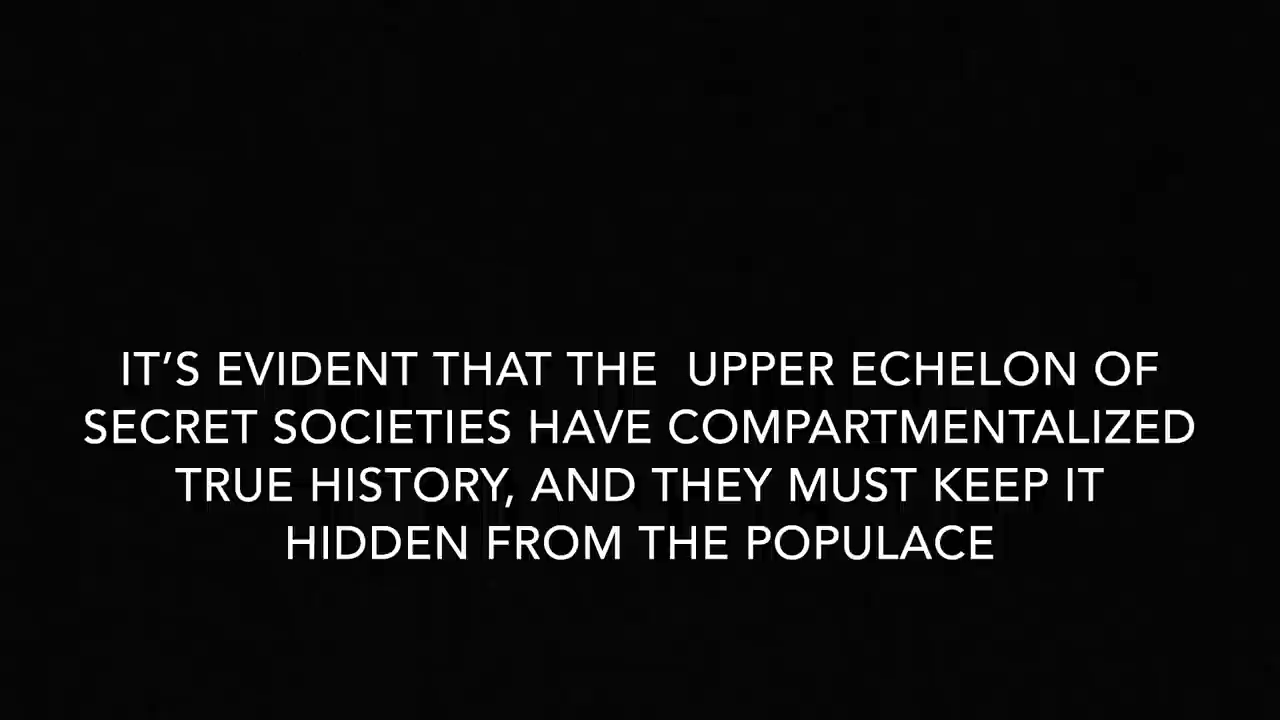 IT’S EVIDENT THAT THE  UPPER ECHELON OF
SECRET SOCIETIES HAVE COMPARTMENTALIZED
TRUE HISTORY, AND THEY MUST KEEP IT
HIDDEN FROM THE POPULACE